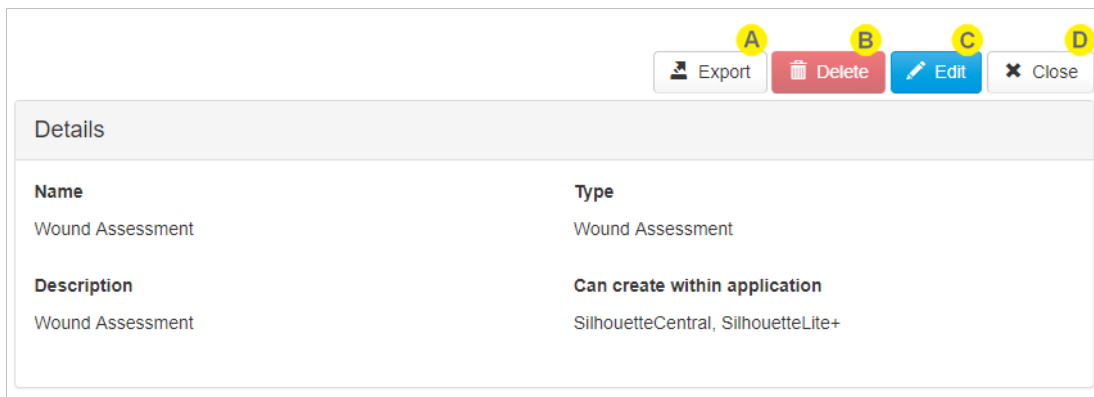 A B C D
Export Delete Edit Close
Details
Name Type
Wound Assessment Wound Assessment
Description Can create within application
Wound Assessment SilhouetteCentral, SilhouetteLite+